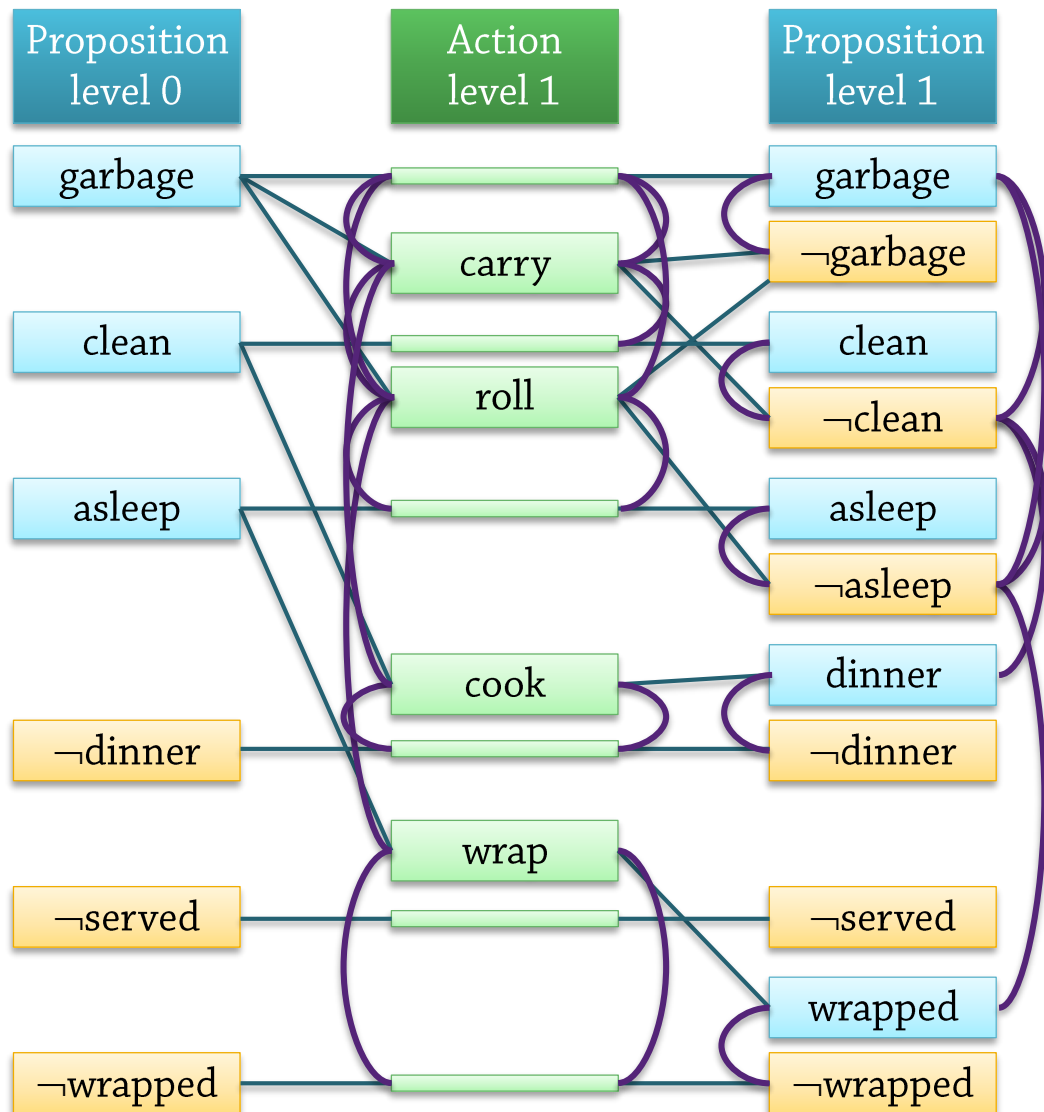 Proposition
level 0
Action
level 1
Proposition
level 1
garbage
clean
asleep
¬dinner
¬served
¬wrapped
carry
roll
cook
wrap
garbage
¬garbage
clean
¬clean
asleep
¬asleep
dinner
¬dinner
¬served
wrapped
¬wrapped